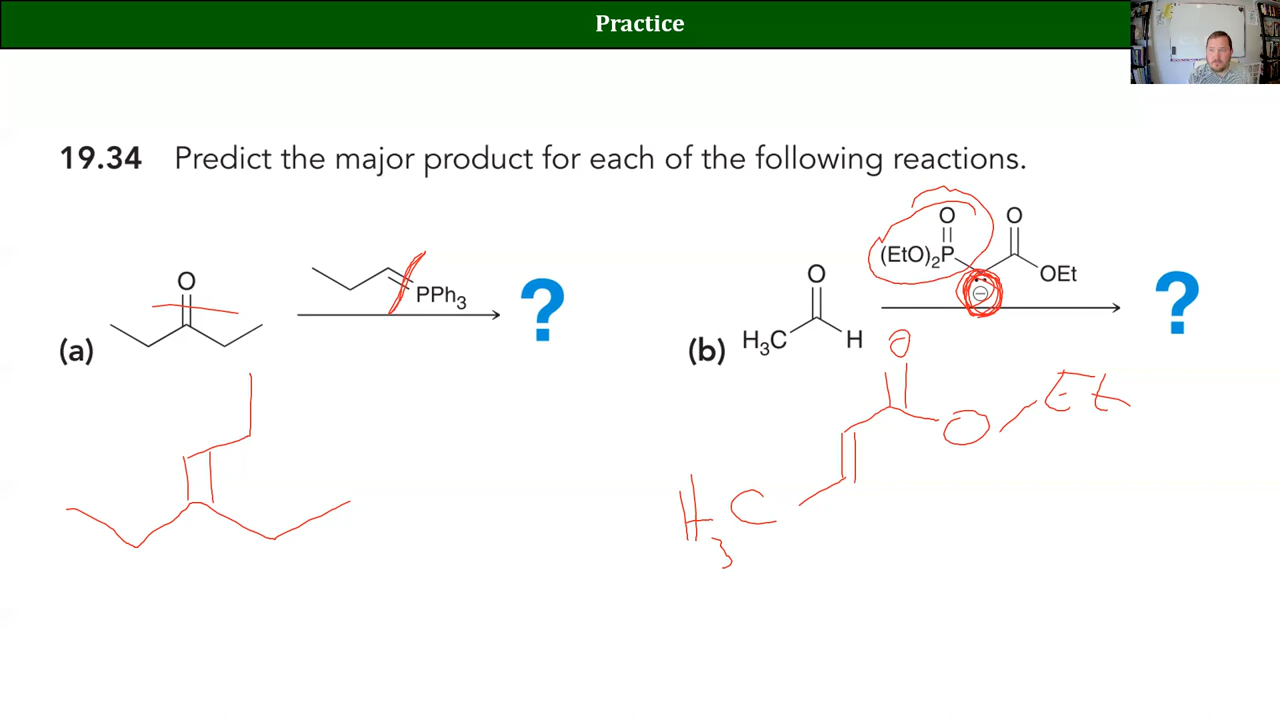 Practice
19.34 Predict the major product for each of the following reactions.
(a)
O
PPh₃
?
(b)
O
H₃C
H
(EtO)₂P
O
⊖
O
OEt
?
H₃C
O
O
Et